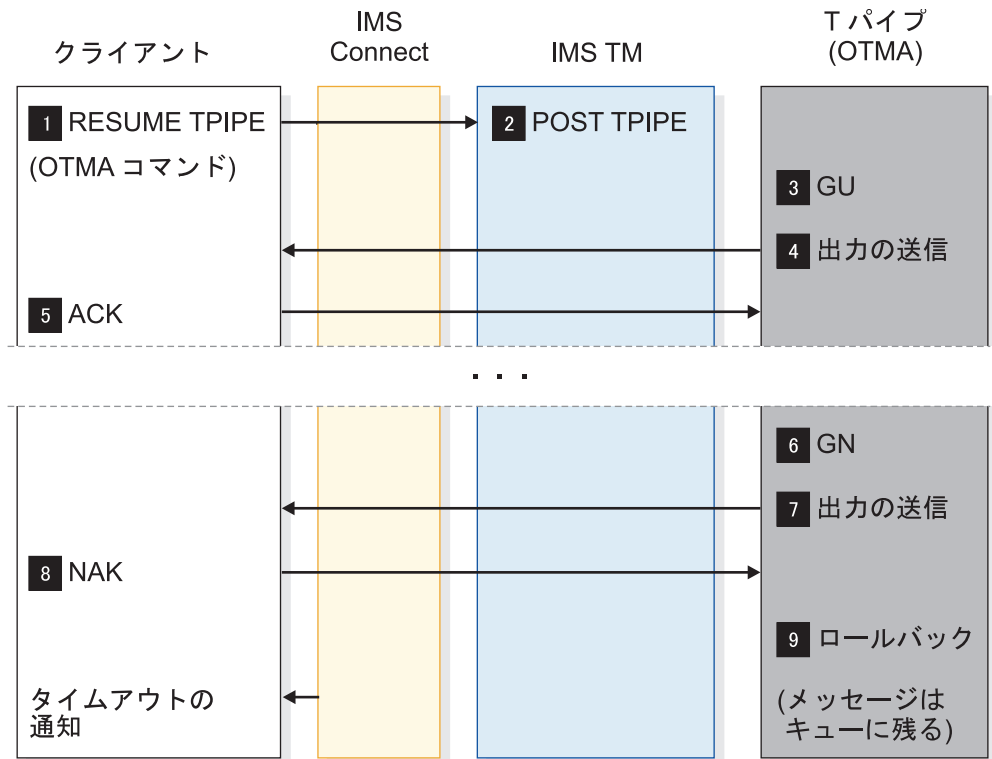 クライアント
IMS
Connect
IMS TM
T パイプ
(OTMA)
1 RESUME TPIPE
(OTMA コマンド)
2 POST TPIPE
3 GU
4 出力の送信
5 ACK
. . .
6 GN
7 出力の送信
8 NAK
9 ロールバック
タイムアウトの
通知
(メッセージは
キューに残る)